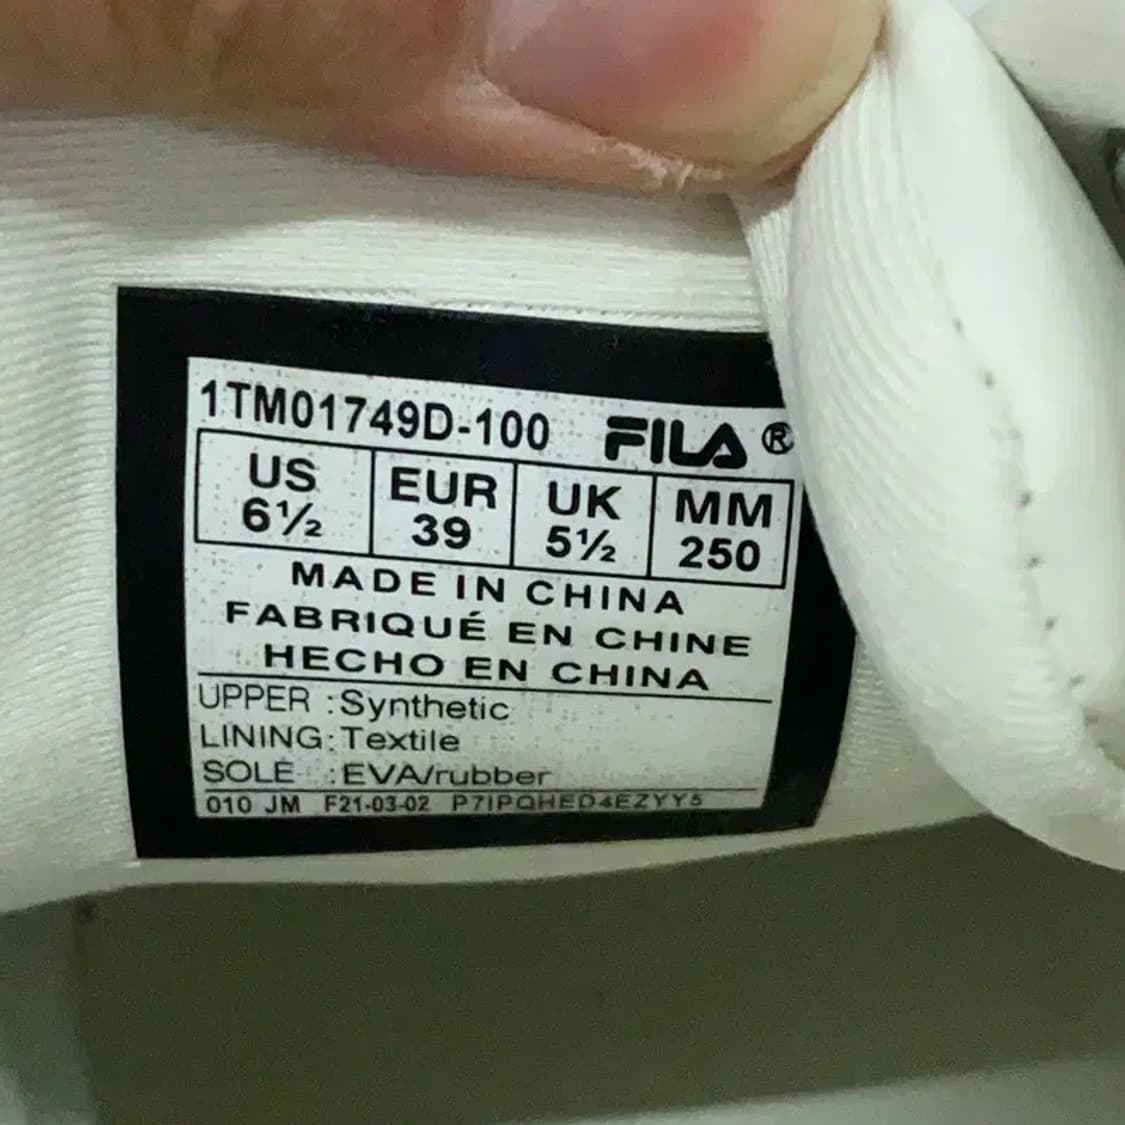 1TM01749D-100 FILA ®
US EUR UK MM
6½ 39 5½ 250
MADE IN CHINA
FABRIQUÉ EN CHINE
HECHO EN CHINA
UPPER :Synthetic
LINING:Textile
SOLE :EVA/rubber
010 JM F21-03-02 P7IPQHED4EZYY5